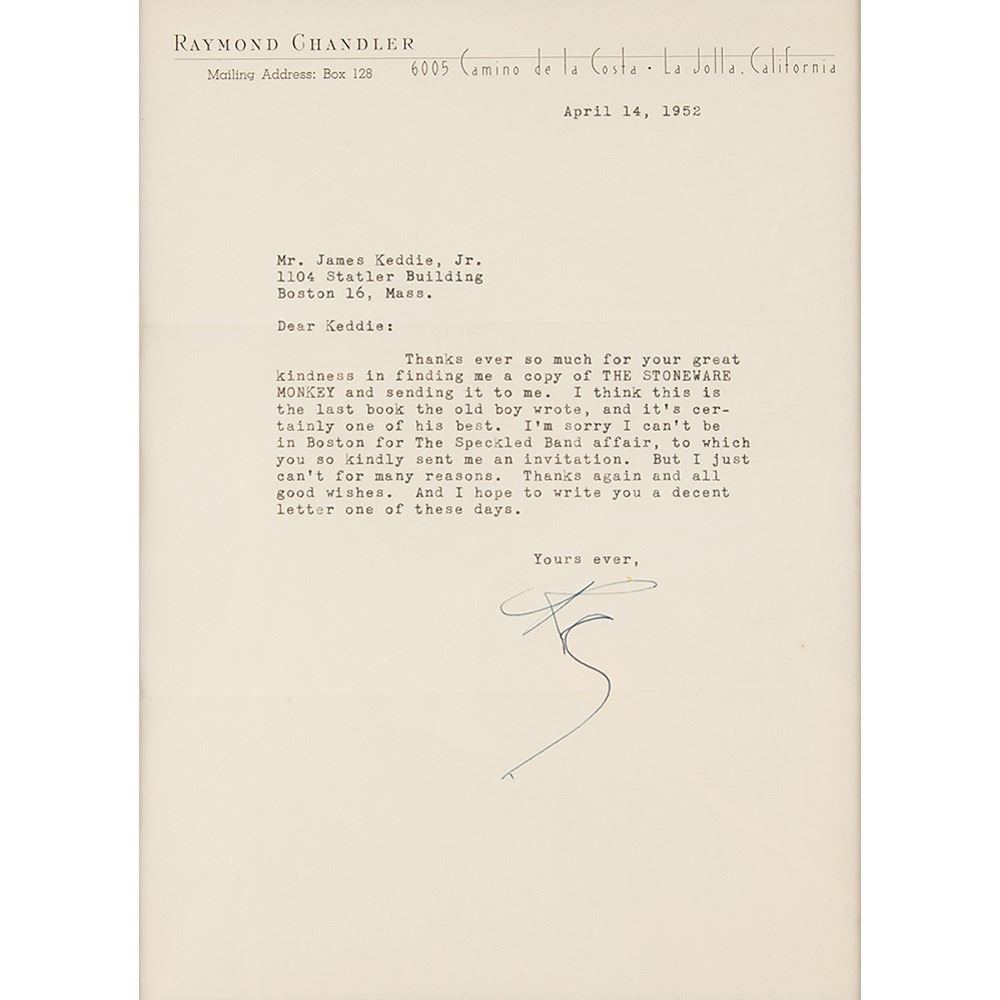 RAYMOND CHANDLER
Mailing Address: Box 128
6005 Camino de la Costa · La Jolla, California
April 14, 1952
Mr. James Keddie, Jr.
1104 Statler Building
Boston 16, Mass.
Dear Keddie:
Thanks ever so much for your great
kindness in finding me a copy of THE STONEWARE
MONKEY and sending it to me. I think this is
the last book the old boy wrote, and it's cer-
tainly one of his best. I'm sorry I can't be
in Boston for The Speckled Band affair, to which
you so kindly sent me an invitation. But I just
can't for many reasons. Thanks again and all
good wishes. And I hope to write you a decent
letter one of these days.
Yours ever,